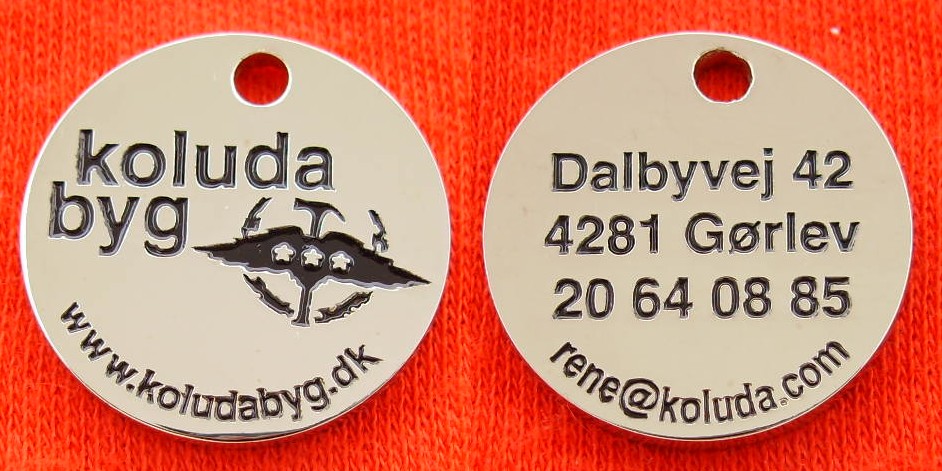 koluda
byg
www.koludabyg.dk
Dalbyvej 42
4281 Gørlev
20 64 08 85
rene@koluda.com